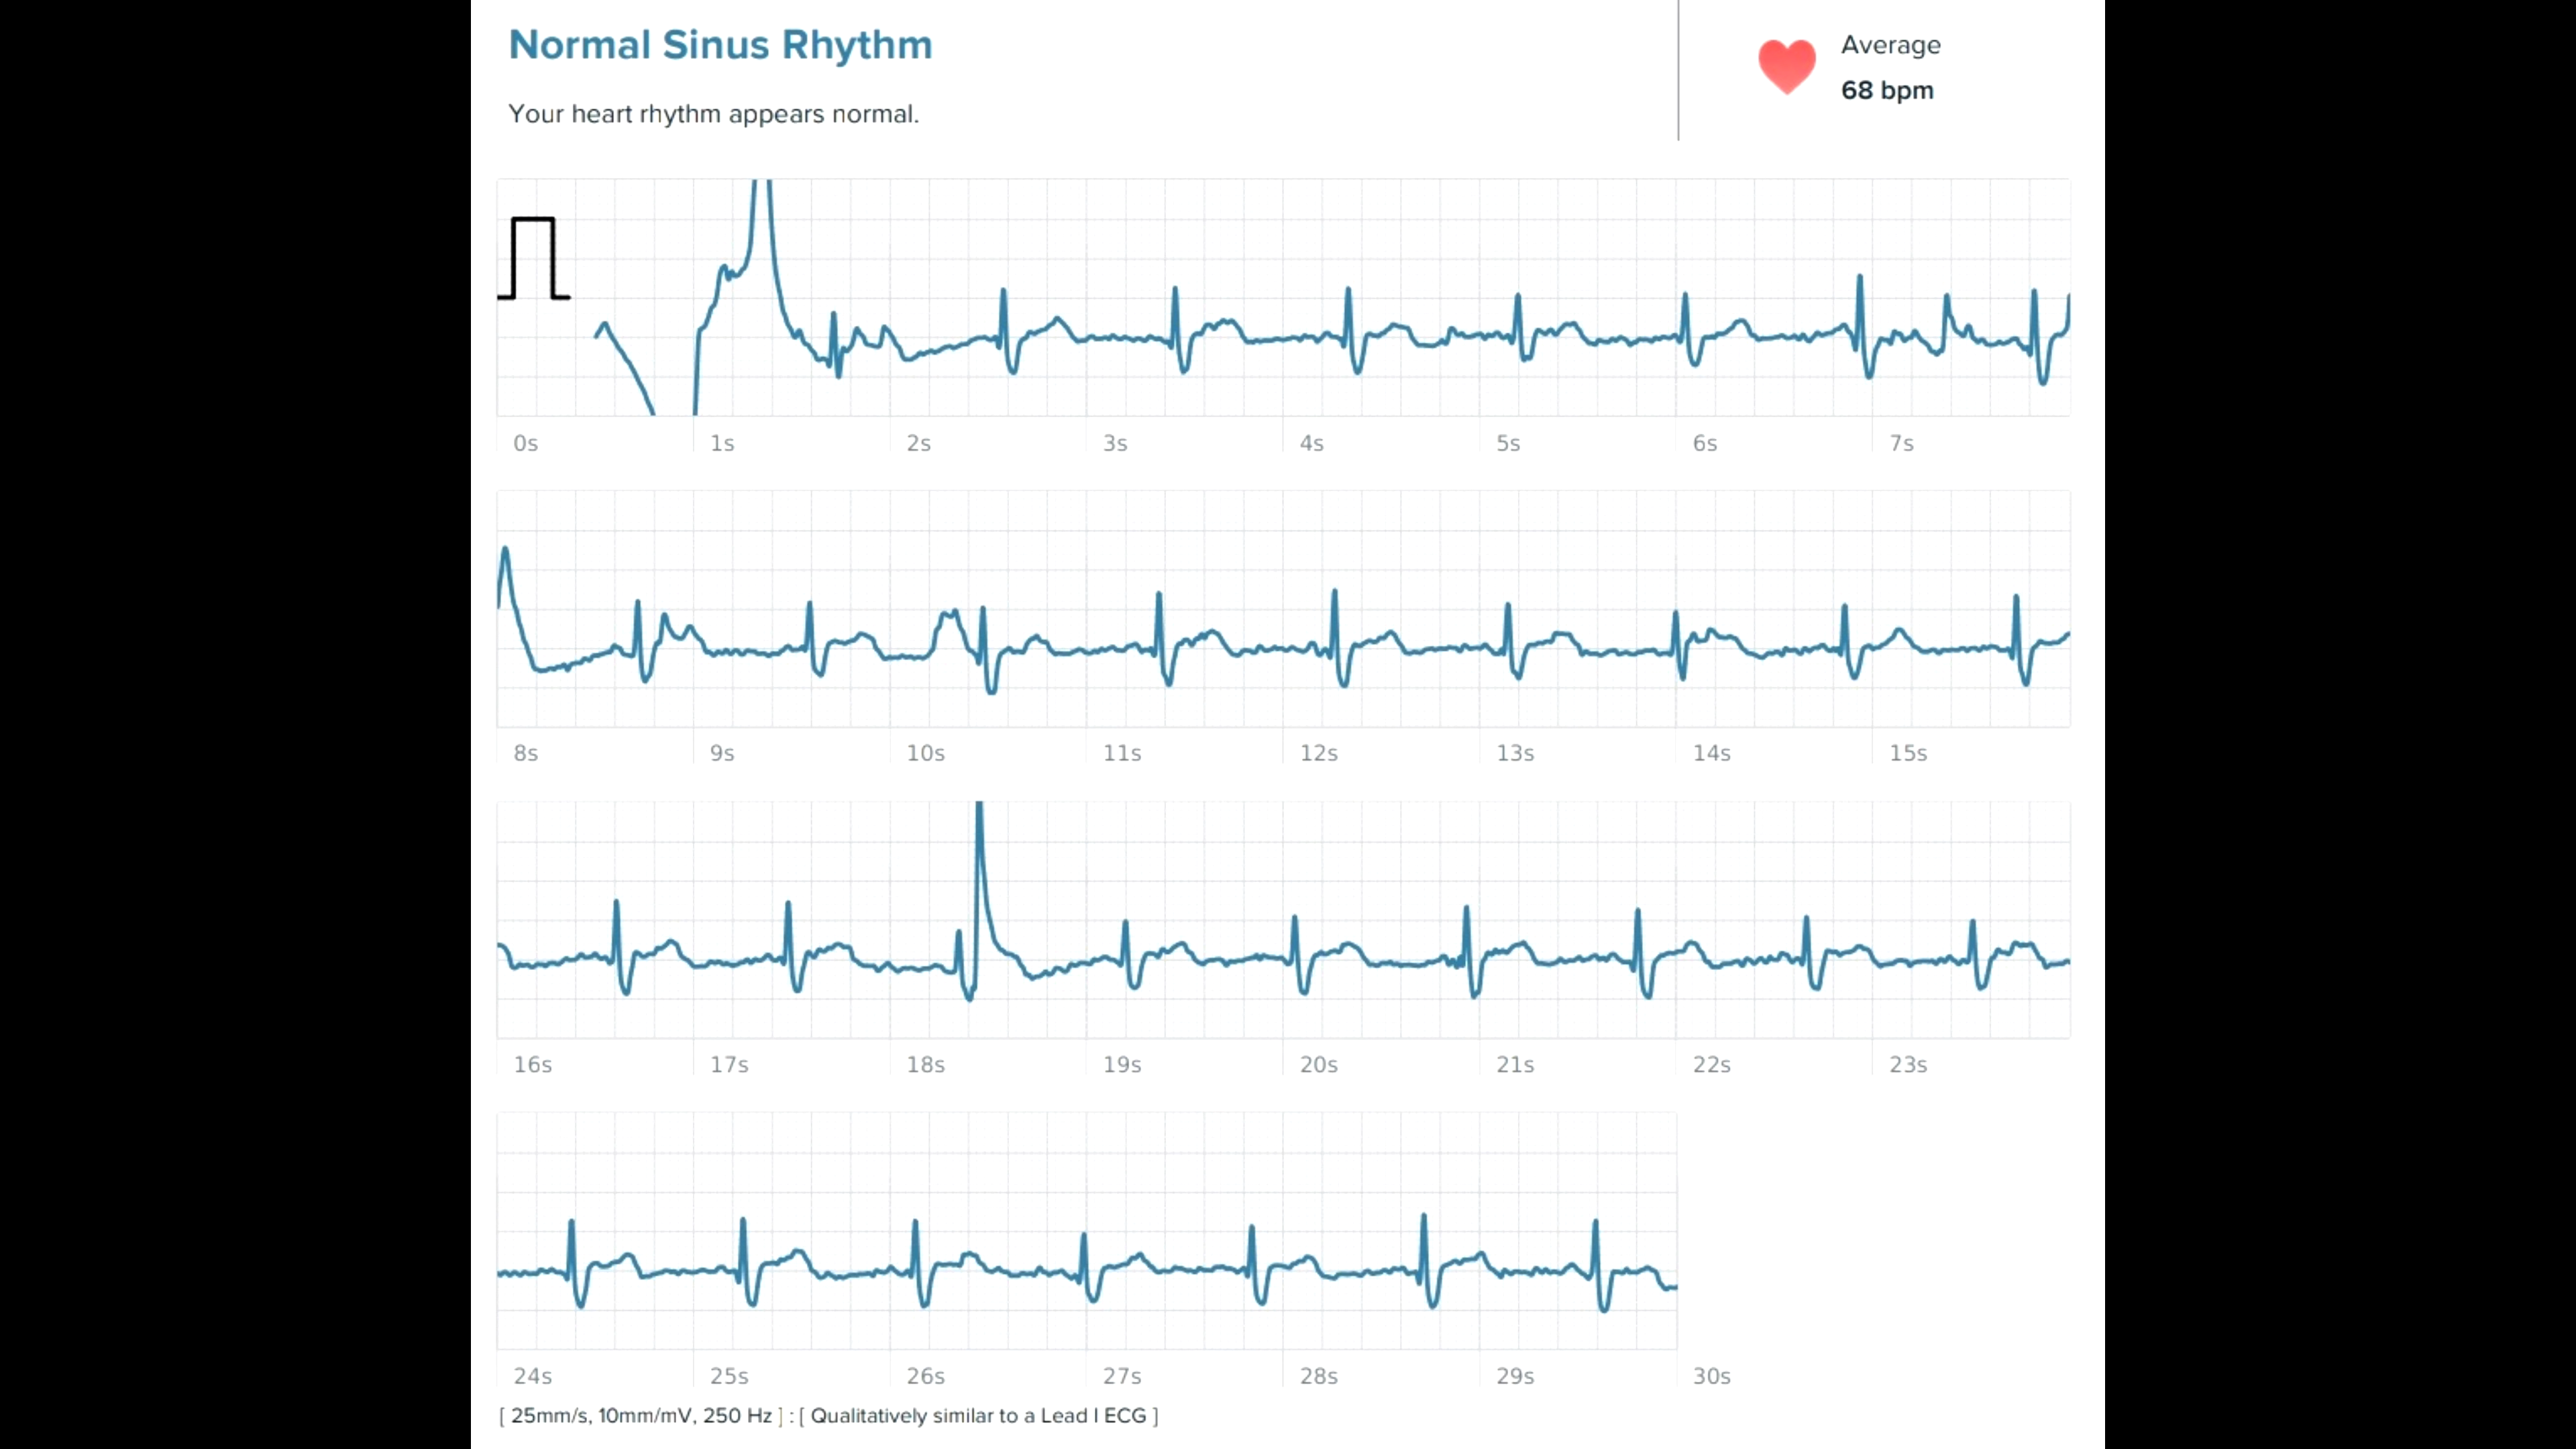 Normal Sinus Rhythm
Your heart rhythm appears normal.
Average
68 bpm
0s 1s 2s 3s 4s 5s 6s 7s
8s 9s 10s 11s 12s 13s 14s 15s
16s 17s 18s 19s 20s 21s 22s 23s
24s 25s 26s 27s 28s 29s 30s
[ 25mm/s, 10mm/mV, 250 Hz ] : [ Qualitatively similar to a Lead I ECG ]